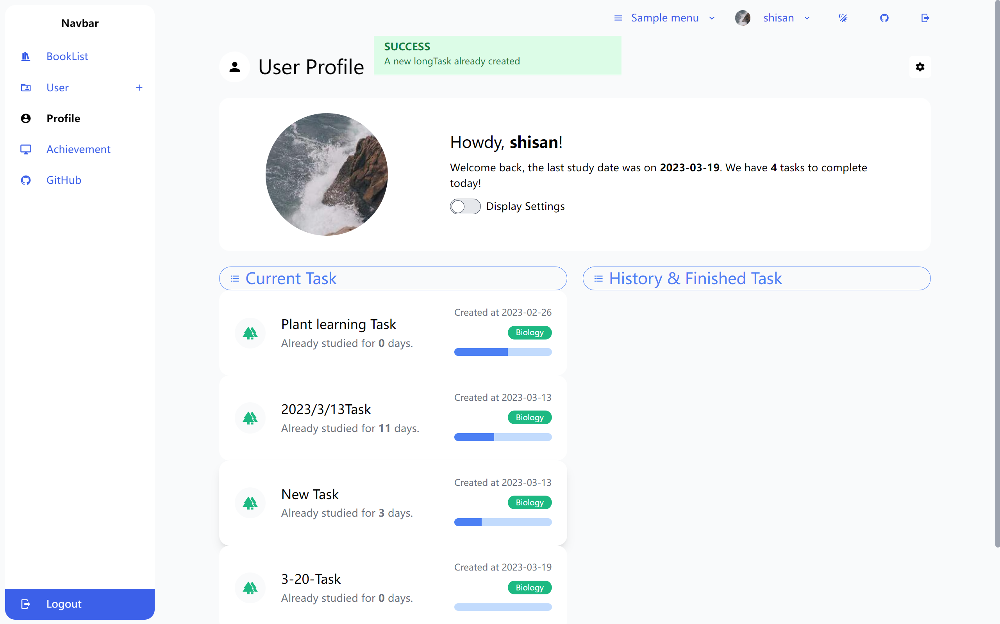 Navbar
BookList
User
Profile
Achievement
GitHub
Logout
Sample menu
shisan
User Profile
SUCCESS
A new longTask already created
Howdy, shisan!
Welcome back, the last study date was on 2023-03-19. We have 4 tasks to complete
today!
Display Settings
Current Task
Plant learning Task
Already studied for 0 days.
Created at 2023-02-26
Biology
2023/3/13Task
Already studied for 11 days.
Created at 2023-03-13
Biology
New Task
Already studied for 3 days.
Created at 2023-03-13
Biology
3-20-Task
Already studied for 0 days.
Created at 2023-03-19
Biology
History & Finished Task